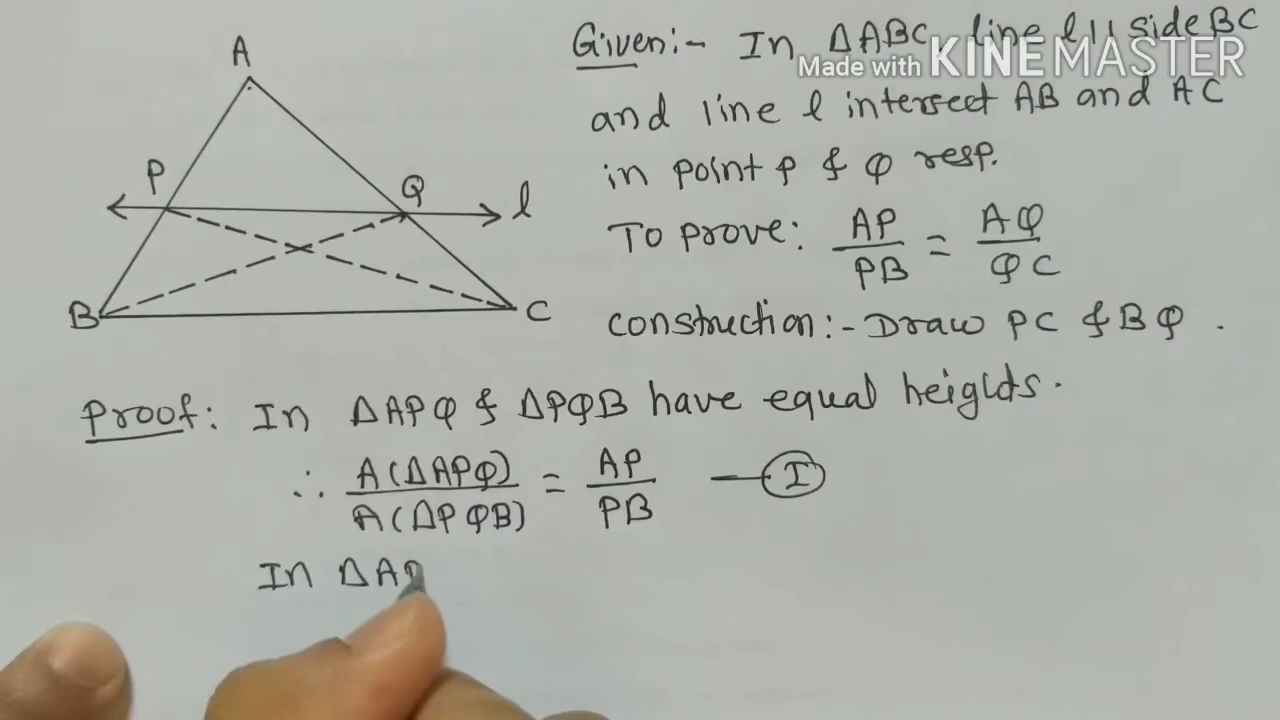 A
P
Q
l
B
C
Given:- In ΔABC line l || side BC
Made with KINEMASTER
and line l intersect AB and AC
in point P & Q resp.
To prove: AP/PB = AQ/QC
construction:- Draw PC & BQ.
Proof: In ΔAPQ & ΔPQB have equal heights.
∴ A(ΔAPQ)/A(ΔPQB) = AP/PB — I
In ΔAP